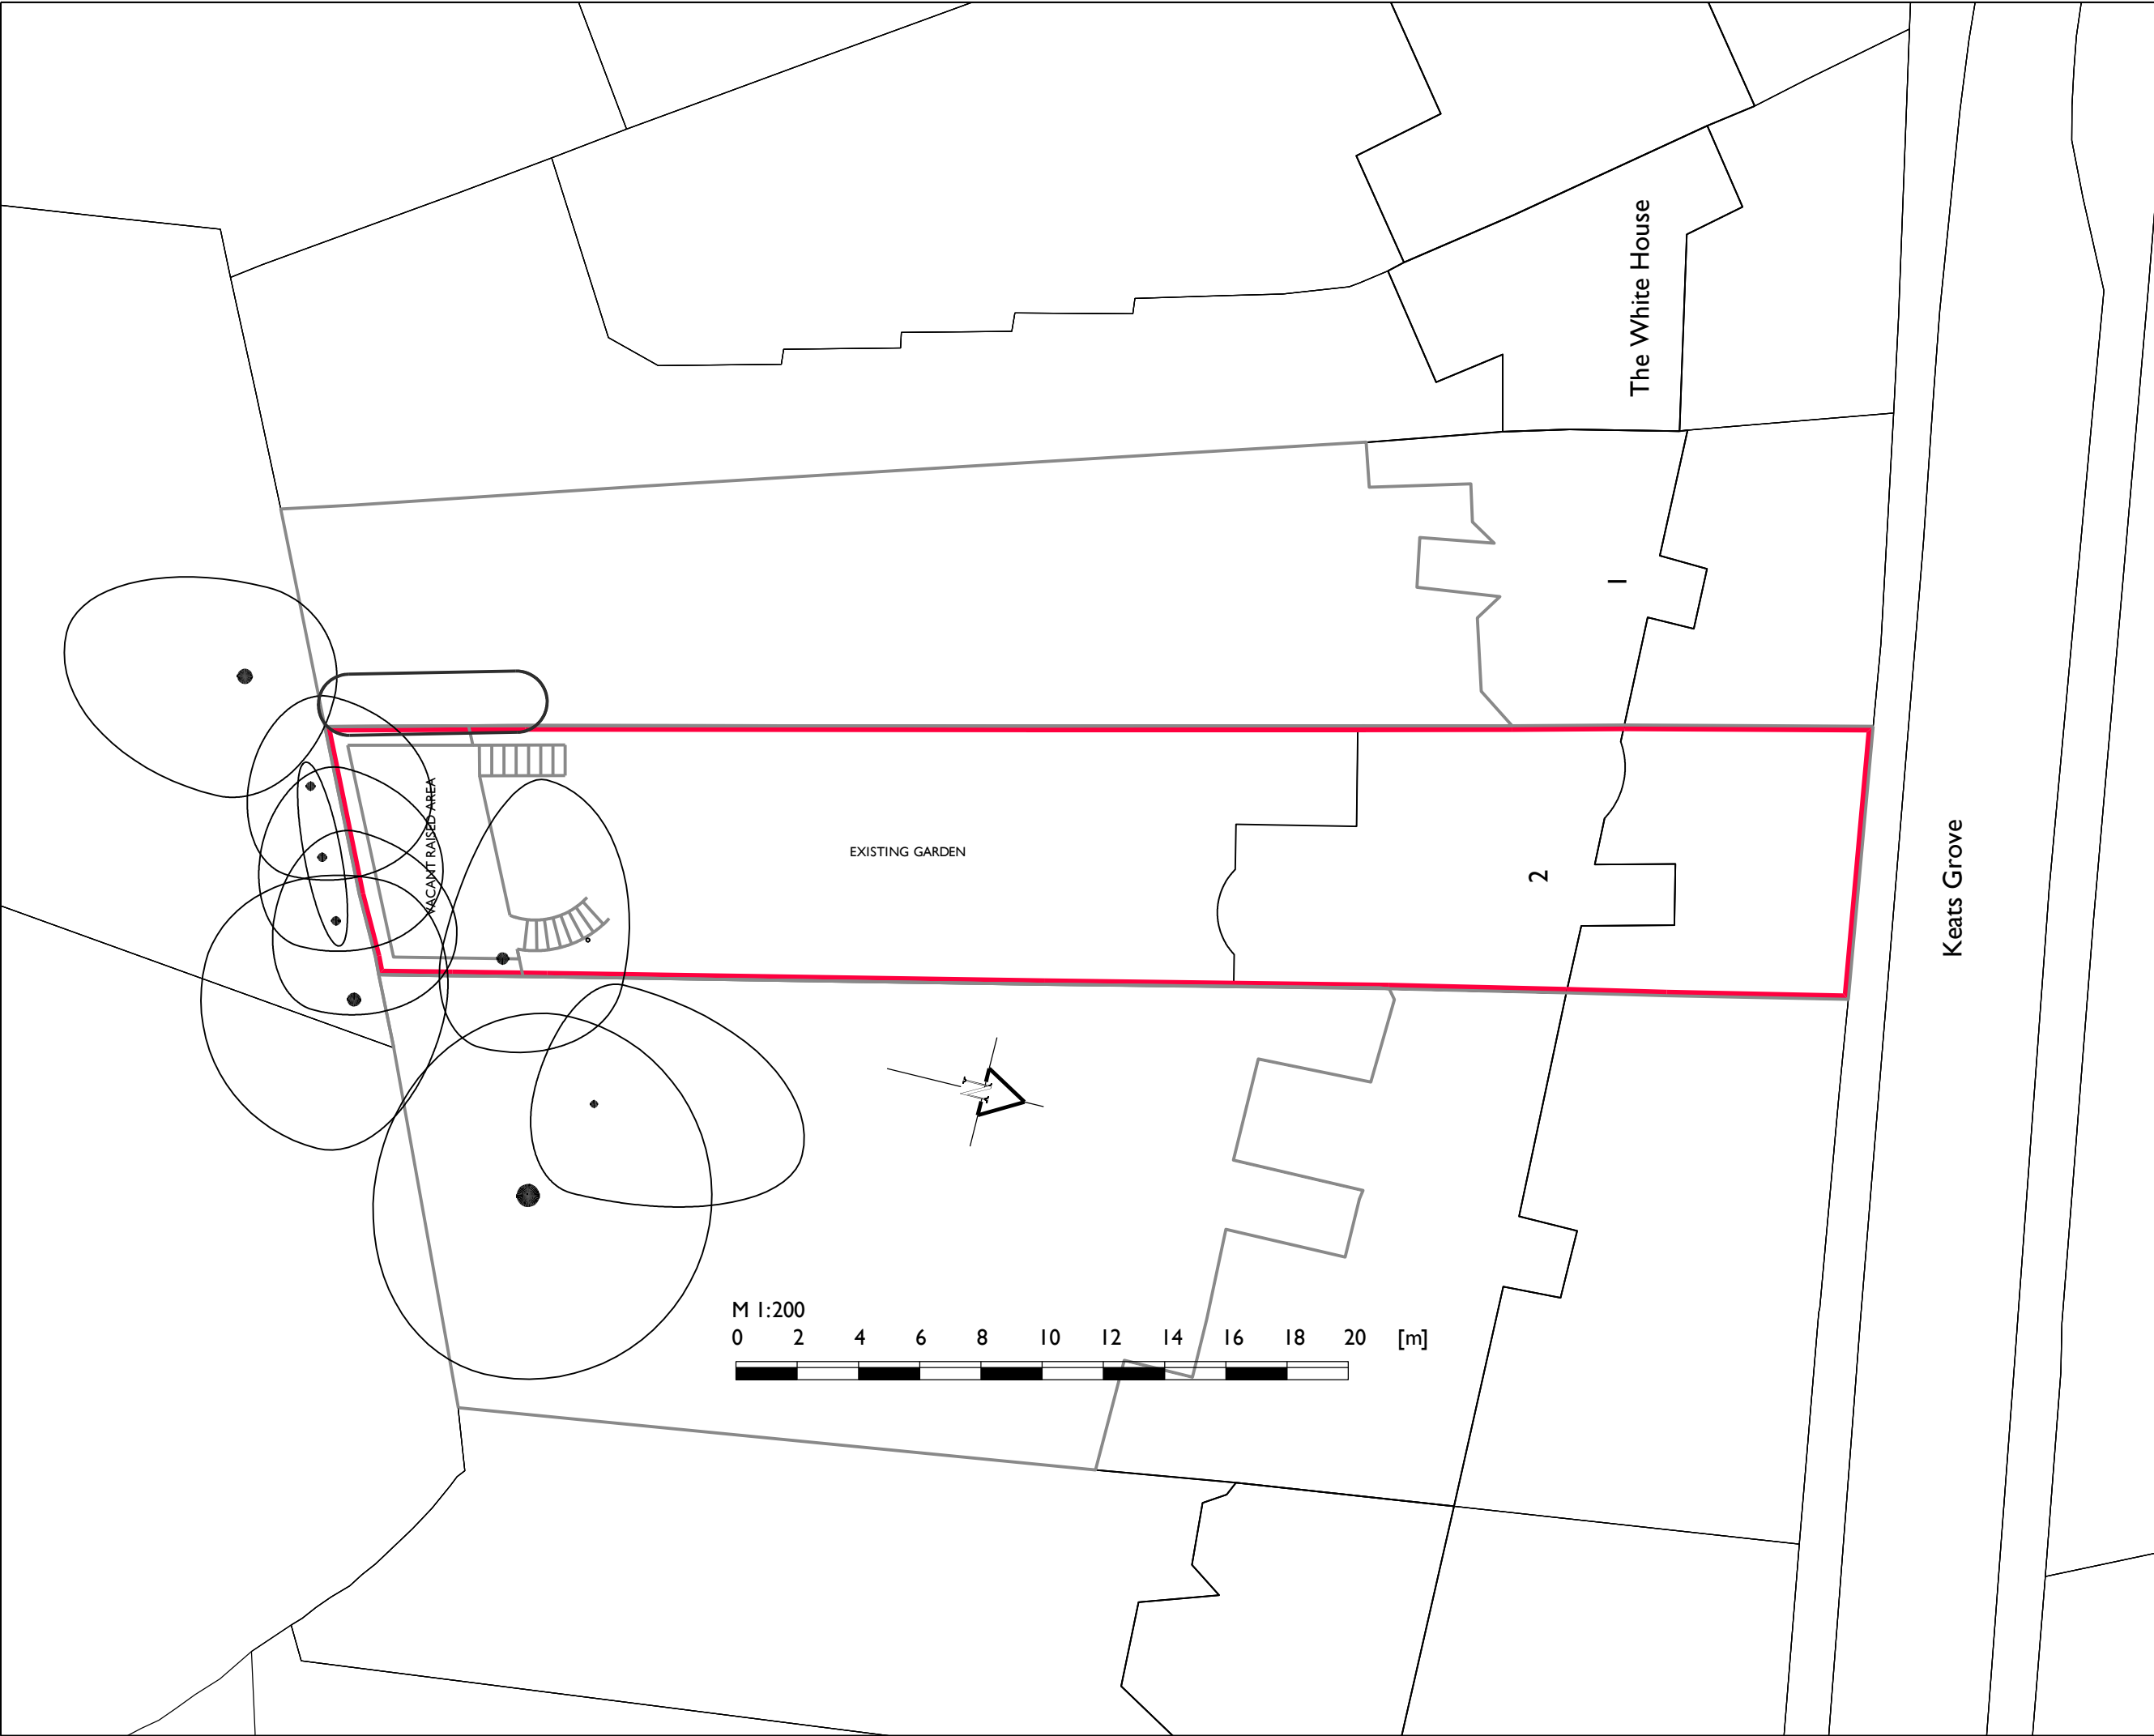 The White House
1
VACANT RAISED AREA
EXISTING GARDEN
2
Keats Grove
N
M 1:200
0 2 4 6 8 10 12 14 16 18 20 [m]